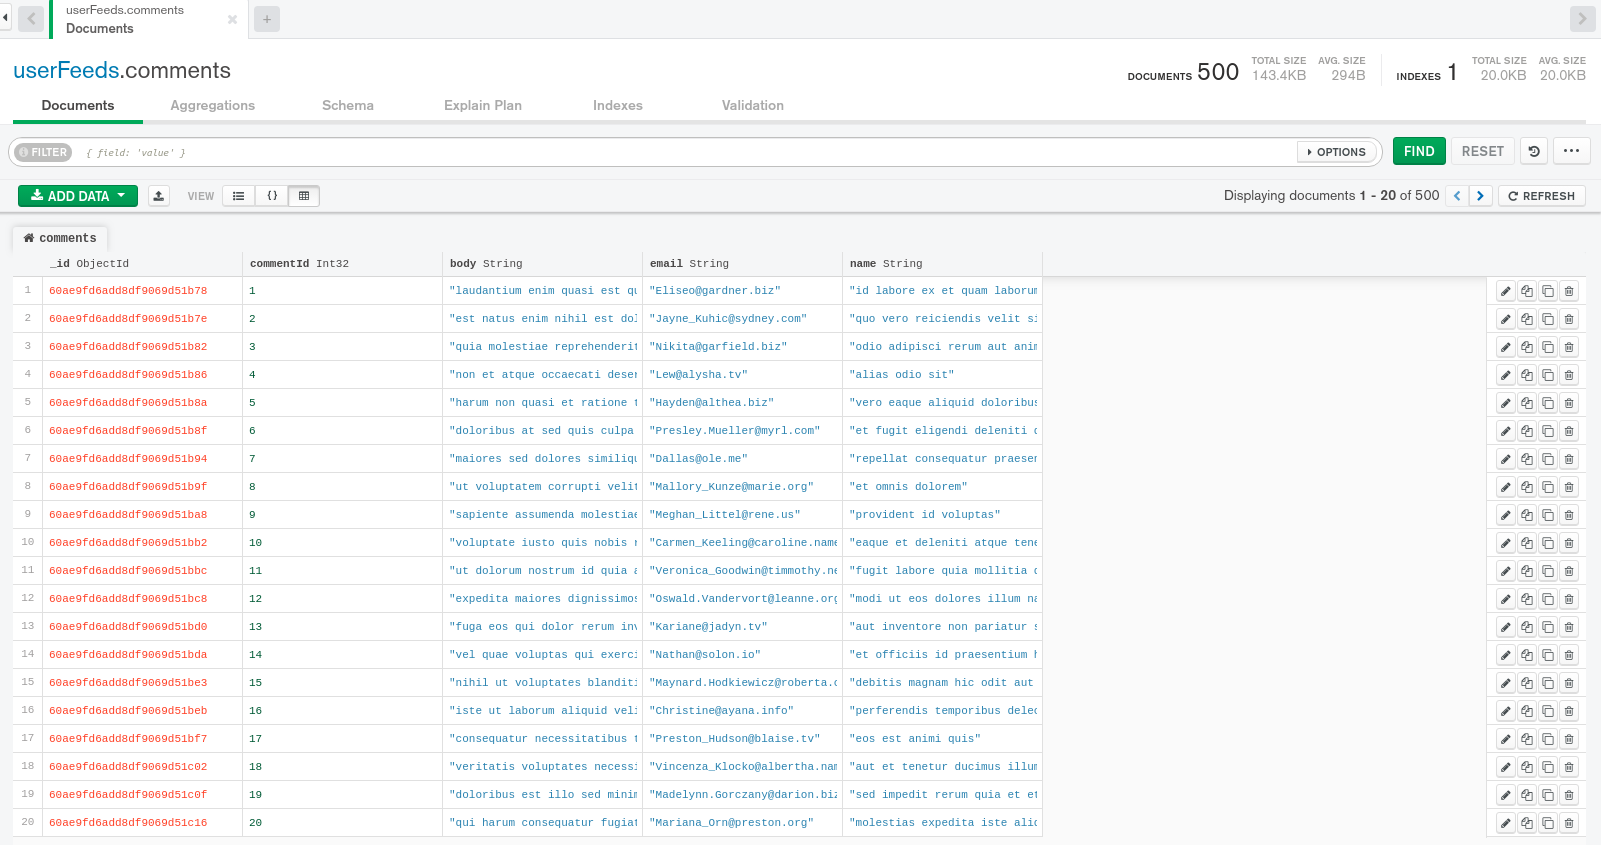 userFeeds.comments
Documents
userFeeds.comments
DOCUMENTS 500 TOTAL SIZE 143.4KB AVG. SIZE 294B INDEXES 1 TOTAL SIZE 20.0KB AVG. SIZE 20.0KB
Documents Aggregations Schema Explain Plan Indexes Validation
FILTER { field: 'value' } OPTIONS FIND RESET
ADD DATA VIEW {} Displaying documents 1 - 20 of 500 REFRESH
comments
_id ObjectId commentId Int32 body String email String name String
1 60ae9fd6add8df9069d51b78 1 "laudantium enim quasi est qu "Eliseo@gardner.biz" "id labore ex et quam laborum
2 60ae9fd6add8df9069d51b7e 2 "est natus enim nihil est dol "Jayne_Kuhic@sydney.com" "quo vero reiciendis velit si
3 60ae9fd6add8df9069d51b82 3 "quia molestiae reprehenderit "Nikita@garfield.biz" "odio adipisci rerum aut anim
4 60ae9fd6add8df9069d51b86 4 "non et atque occaecati deser "Lew@alysha.tv" "alias odio sit"
5 60ae9fd6add8df9069d51b8a 5 "harum non quasi et ratione t "Hayden@althea.biz" "vero eaque aliquid doloribus
6 60ae9fd6add8df9069d51b8f 6 "doloribus at sed quis culpa "Presley.Mueller@myrl.com" "et fugit eligendi deleniti q
7 60ae9fd6add8df9069d51b94 7 "maiores sed dolores similiqu "Dallas@ole.me" "repellat consequatur praesen
8 60ae9fd6add8df9069d51b9f 8 "ut voluptatem corrupti velit "Mallory_Kunze@marie.org" "et omnis dolorem"
9 60ae9fd6add8df9069d51ba8 9 "sapiente assumenda molestiae "Meghan_Littel@rene.us" "provident id voluptas"
10 60ae9fd6add8df9069d51bb2 10 "voluptate iusto quis nobis r "Carmen_Keeling@caroline.name "eaque et deleniti atque tene
11 60ae9fd6add8df9069d51bbc 11 "ut dolorum nostrum id quia a "Veronica_Goodwin@timmothy.ne "fugit labore quia mollitia q
12 60ae9fd6add8df9069d51bc8 12 "expedita maiores dignissimos "Oswald.Vandervort@leanne.org "modi ut eos dolores illum na
13 60ae9fd6add8df9069d51bd0 13 "fuga eos qui dolor rerum inv "Kariane@jadyn.tv" "aut inventore non pariatur s
14 60ae9fd6add8df9069d51bda 14 "vel quae voluptas qui exerci "Nathan@solon.io" "et officiis id praesentium h
15 60ae9fd6add8df9069d51be3 15 "nihil ut voluptates blanditi "Maynard.Hodkiewicz@roberta.c "debitis magnam hic odit aut
16 60ae9fd6add8df9069d51beb 16 "iste ut laborum aliquid veli "Christine@ayana.info" "perferendis temporibus delec
17 60ae9fd6add8df9069d51bf7 17 "consequatur necessitatibus t "Preston_Hudson@blaise.tv" "eos est animi quis"
18 60ae9fd6add8df9069d51c02 18 "veritatis voluptates necessi "Vincenza_Klocko@albertha.nam "aut et tenetur ducimus illum
19 60ae9fd6add8df9069d51c0f 19 "doloribus est illo sed minim "Madelynn.Gorczany@darion.biz "sed impedit rerum quia et et
20 60ae9fd6add8df9069d51c16 20 "qui harum consequatur fugiat "Mariana_Orn@preston.org" "molestias expedita iste aliq